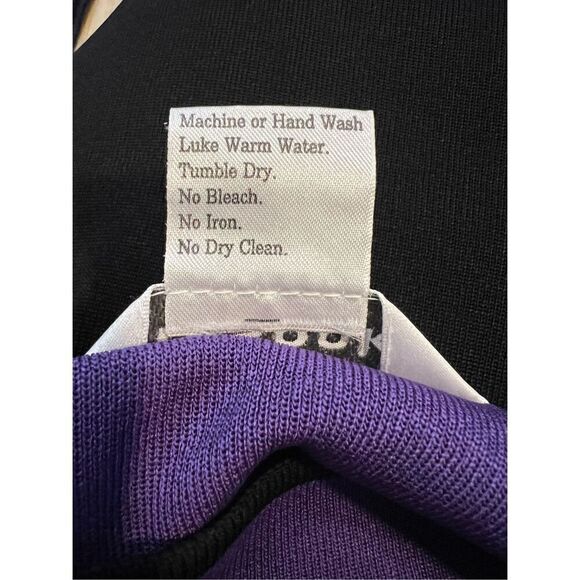 Machine or Hand Wash
Luke Warm Water.
Tumble Dry.
No Bleach.
No Iron.
No Dry Clean.